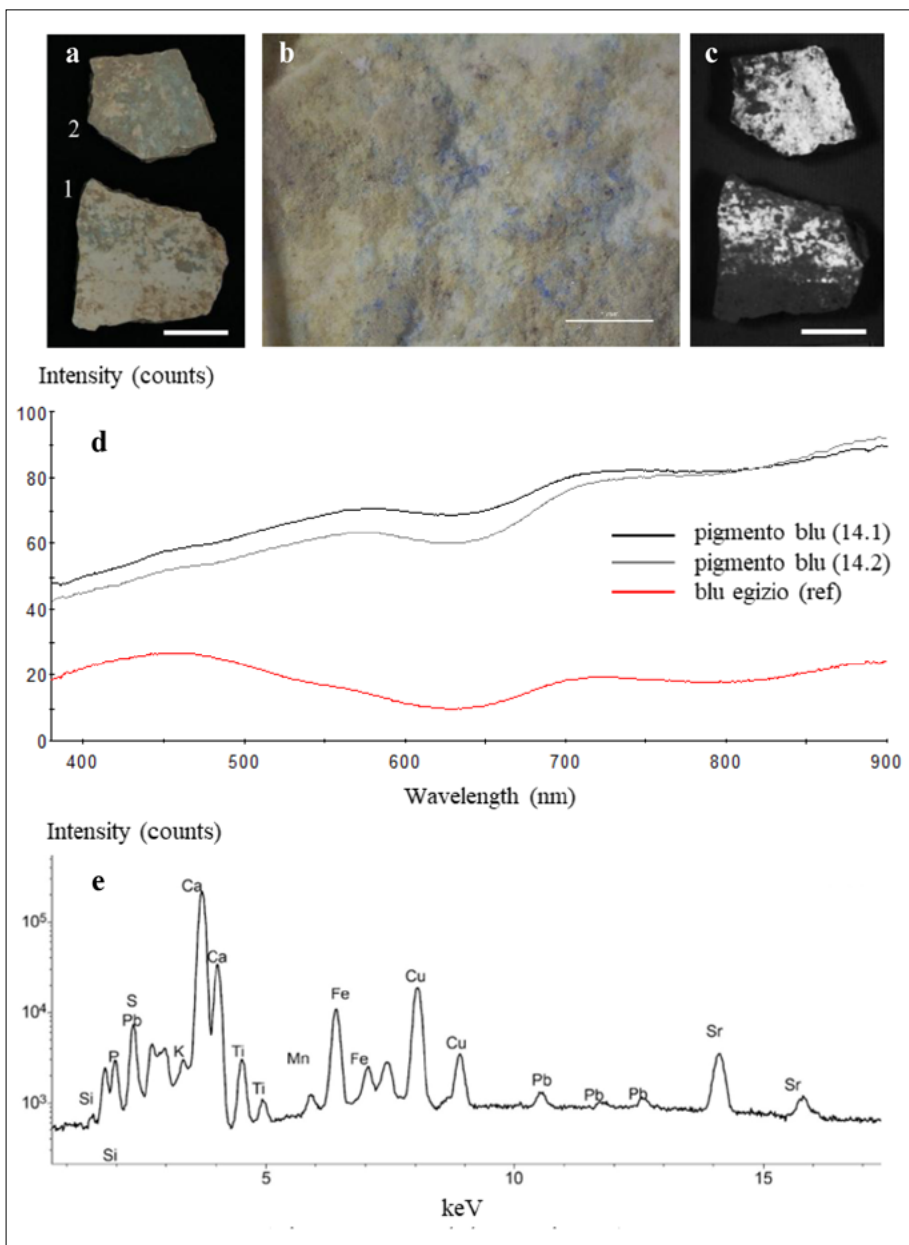 a
b
c
2
1
Intensity (counts)
100
d
80
pigmento blu (14.1)
60
pigmento blu (14.2)
40
blu egizio (ref)
20
0
400 500 600 700 800 900
Wavelength (nm)
Intensity (counts)
e
Ca
10⁵
Ca
10⁴
S
Fe
Cu
Pb
Sr
P
K
Ti
Mn
Fe
Cu
Si
Ti
Pb
Pb
Pb
Sr
10³
Si
5 10 15
keV